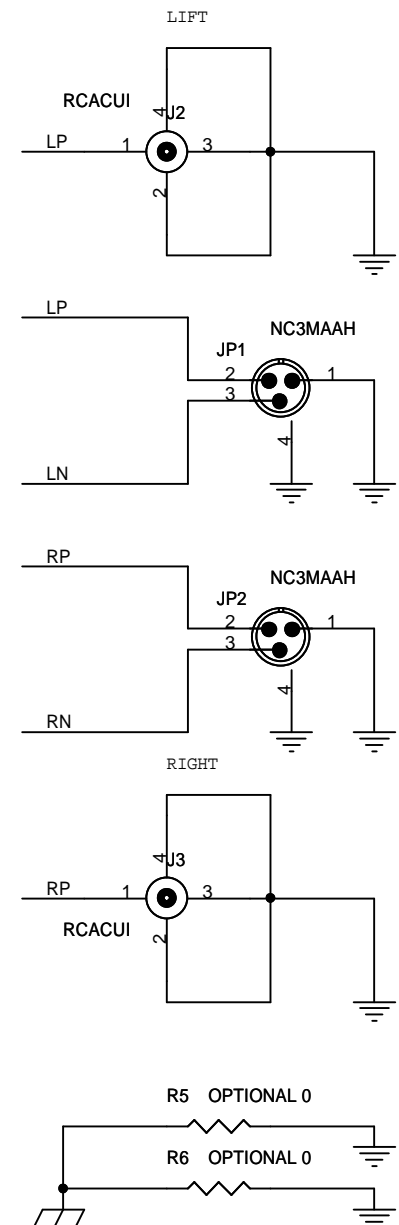 LIFT
RCACUI
4
J2
LP
1
3
2
LP
NC3MAAH
JP1
2
1
3
4
LN
RP
NC3MAAH
JP2
2
1
3
4
RN
RIGHT
4
J3
RP
1
3
RCACUI
2
R5 OPTIONAL 0
R6 OPTIONAL 0